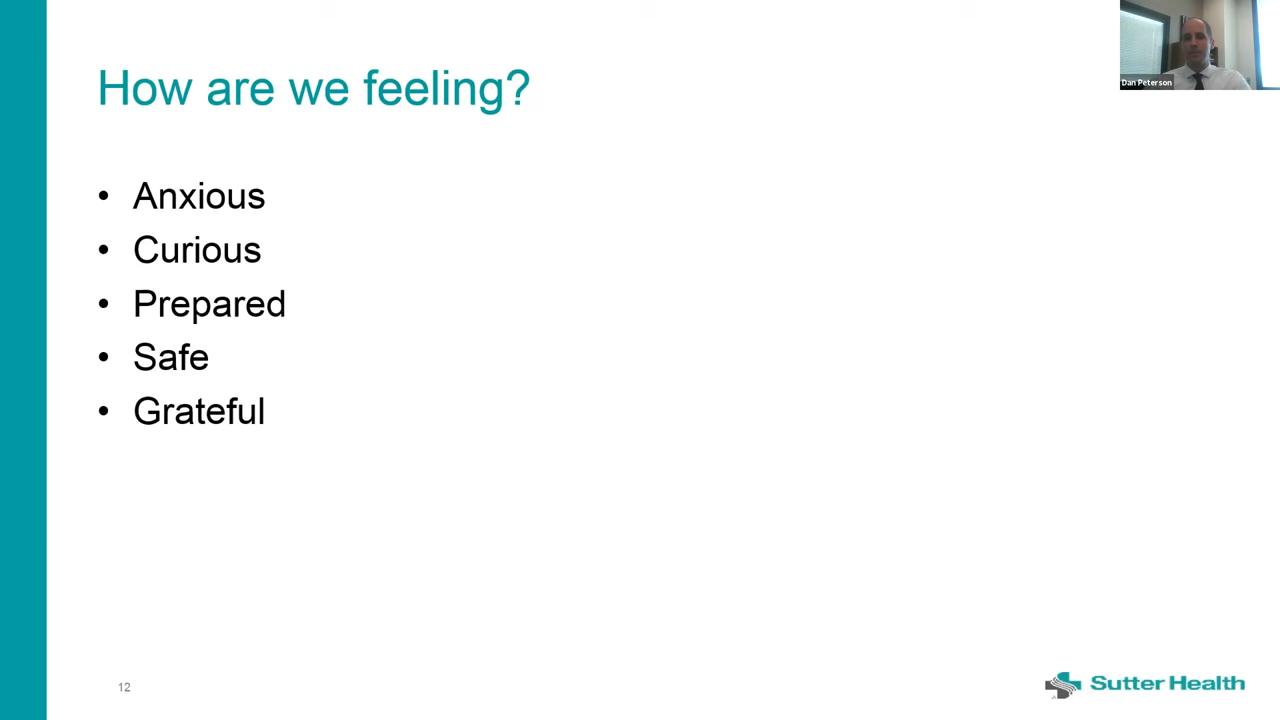 How are we feeling?
Dan Peterson
• Anxious
• Curious
• Prepared
• Safe
• Grateful
12
Sutter Health